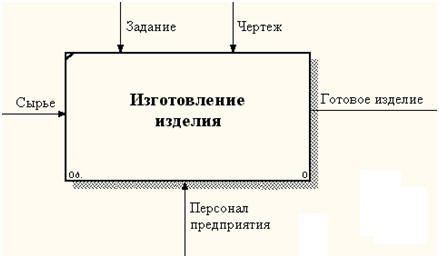 Задание
Чертеж
Сырье
Изготовление
изделия
Готовое изделие
0р.
0
Персонал
предприятия